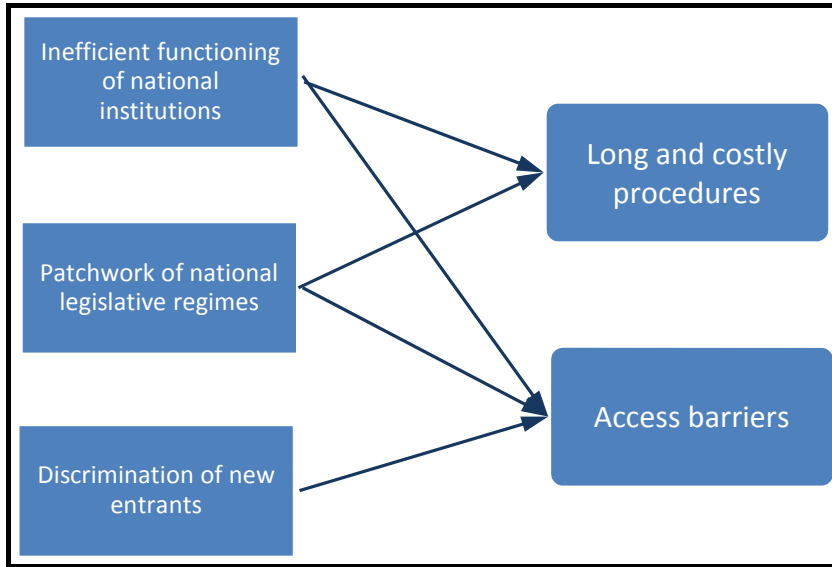 Inefficient functioning
of national
institutions
Long and costly
procedures
Patchwork of national
legislative regimes
Access barriers
Discrimination of new
entrants